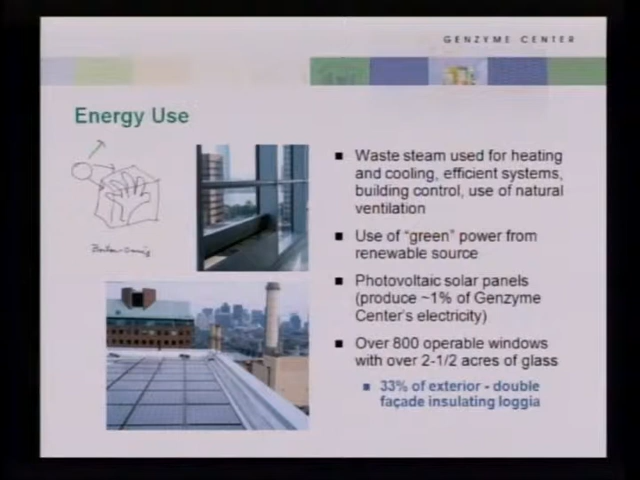 GENZYME CENTER
Energy Use
■ Waste steam used for heating
and cooling, efficient systems,
building control, use of natural
ventilation
■ Use of “green” power from
renewable source
■ Photovoltaic solar panels
(produce ~1% of Genzyme
Center's electricity)
■ Over 800 operable windows
with over 2-1/2 acres of glass
■ 33% of exterior - double
façade insulating loggia